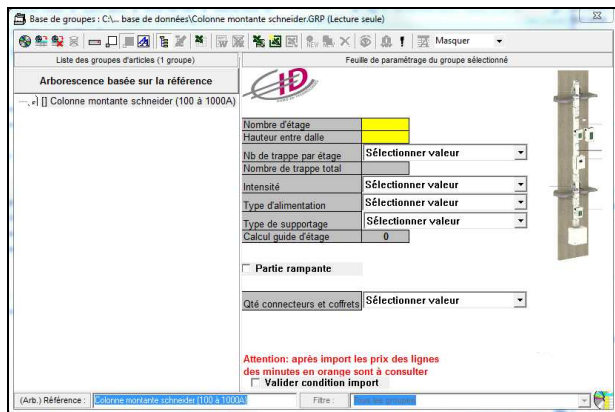 Base de groupes : C:\... base de données\Colonne montante schneider.GRP (Lecture seule)
Masquer
Liste des groupes d'articles (1 groupe)
Feuille de paramétrage du groupe sélectionné
Arborescence basée sur la référence
[] Colonne montante schneider (100 à 1000A)
Nombre d'étage
Hauteur entre dalle
Nb de trappe par étage Sélectionner valeur
Nombre de trappe total
Intensité Sélectionner valeur
Type d'alimentation Sélectionner valeur
Type de supportage Sélectionner valeur
Calcul guide d'étage 0
Partie rampante
Qté connecteurs et coffrets Sélectionner valeur
Attention: après import les prix des lignes
des minutes en orange sont à consulter
Valider condition import
(Arb.) Référence : Colonne montante schneider (100 à 1000A) Filtre : Tous les groupes